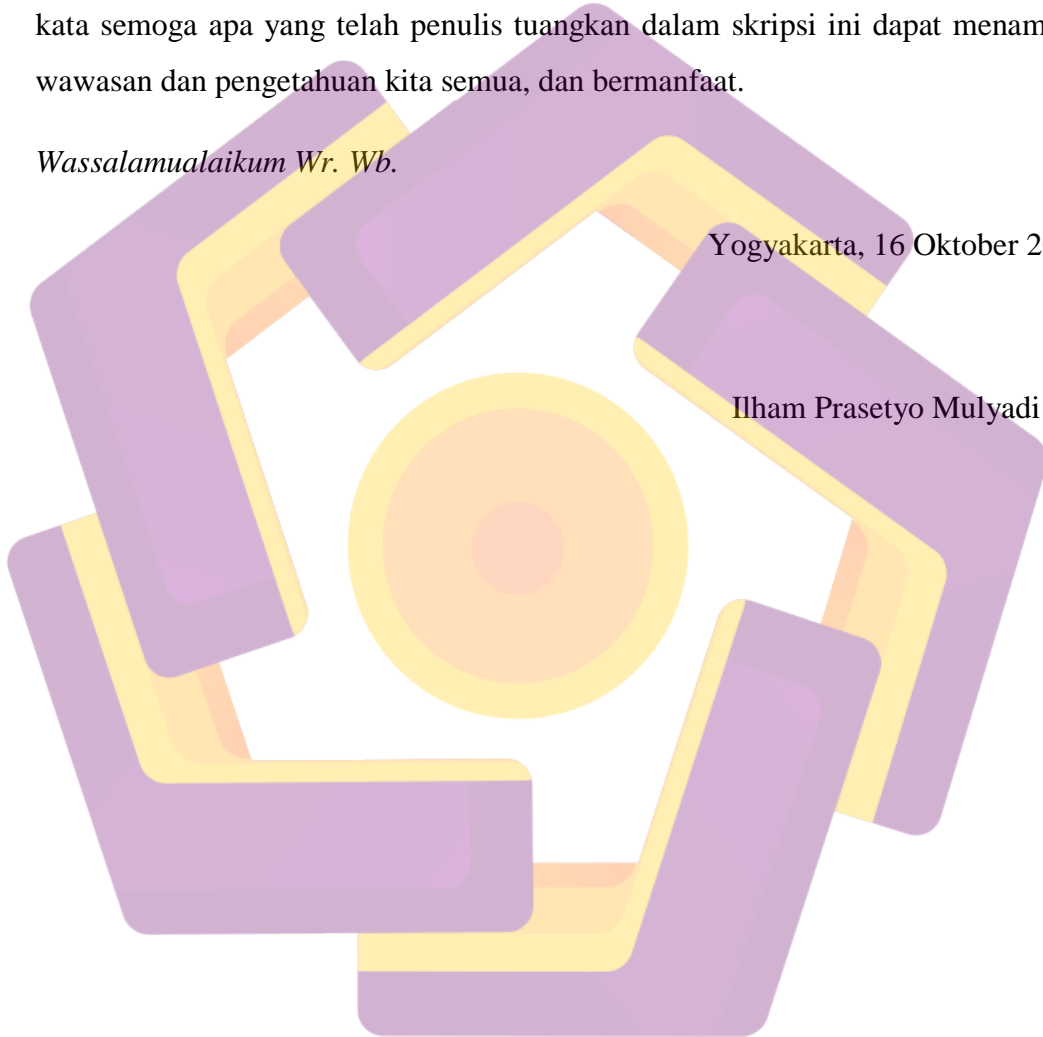 kata semoga apa yang telah penulis tuangkan dalam skripsi ini dapat menam
wawasan dan pengetahuan kita semua, dan bermanfaat.
Wassalamualaikum Wr. Wb.
Yogyakarta, 16 Oktober 2
Ilham Prasetyo Mulyadi